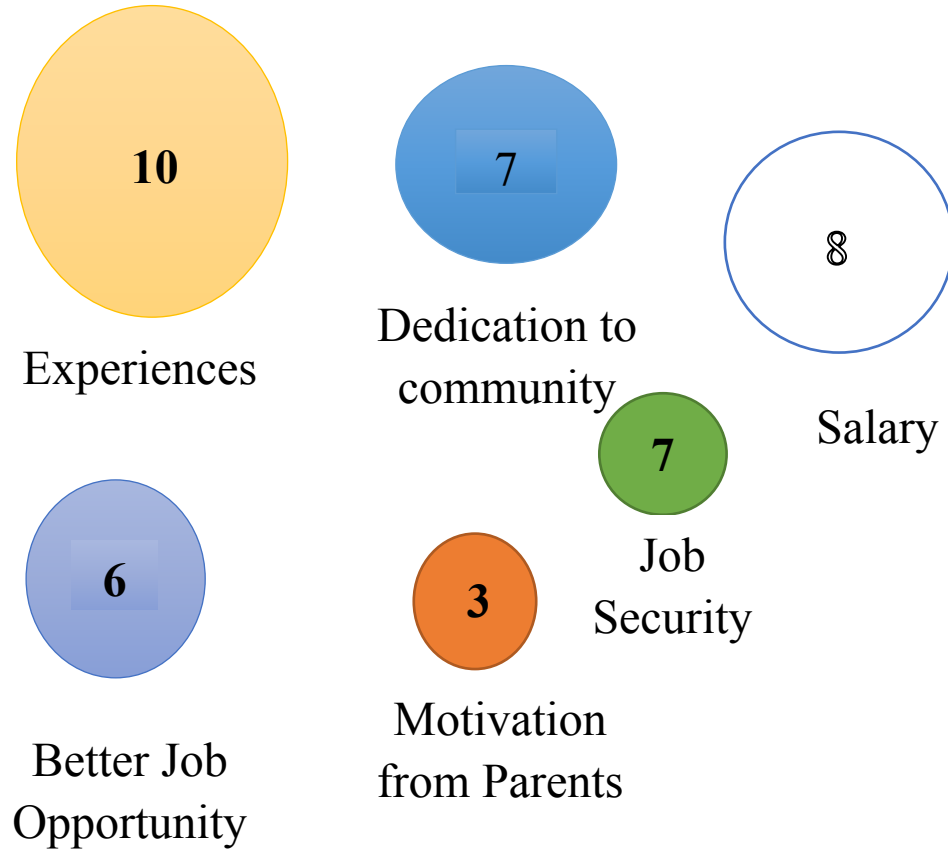 10
Experiences
7
Dedication to
community
8
Salary
7
Job
Security
6
Better Job
Opportunity
3
Motivation
from Parents